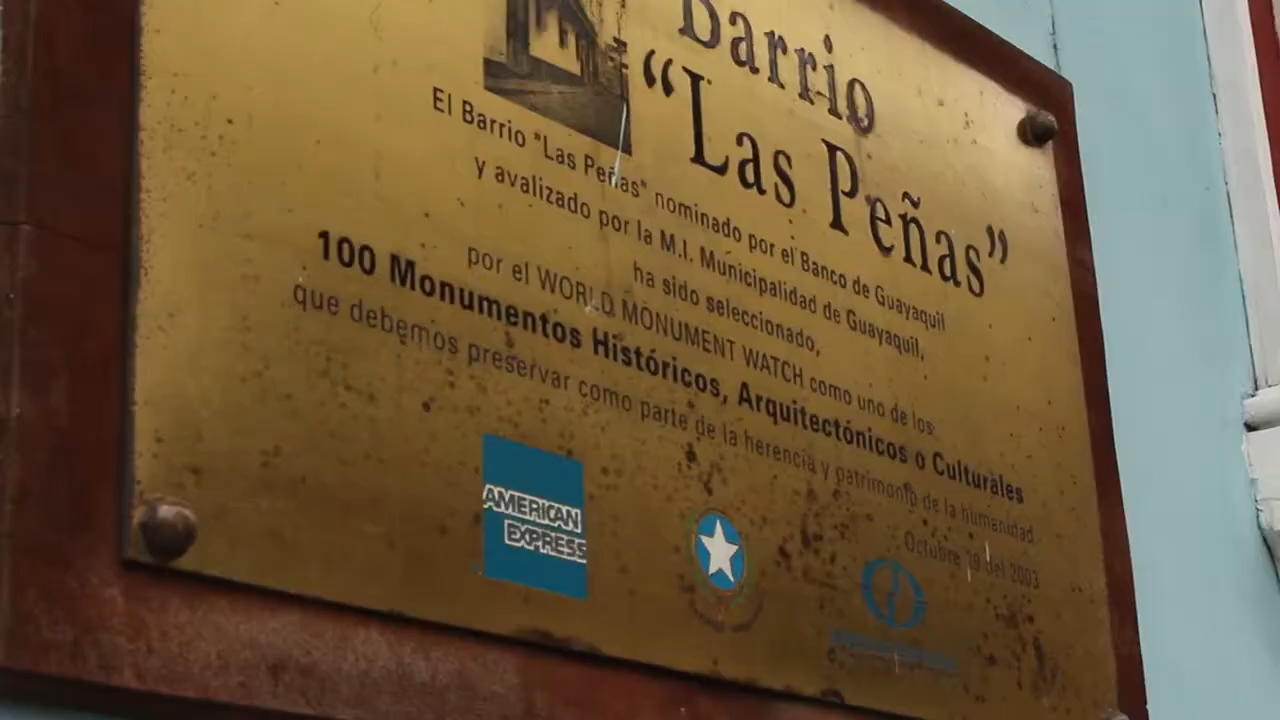 Barrio
“Las Peñas”
El Barrio "Las Peñas" nominado por el Banco de Guayaquil
y avalizado por la M.I. Municipalidad de Guayaquil,
ha sido seleccionado,
por el WORLD MONUMENT WATCH como uno de los
100 Monumentos Históricos, Arquitectónicos o Culturales
que debemos preservar como parte de la herencia y patrimonio de la humanidad
Octubre 19 del 2003
AMERICAN
EXPRESS